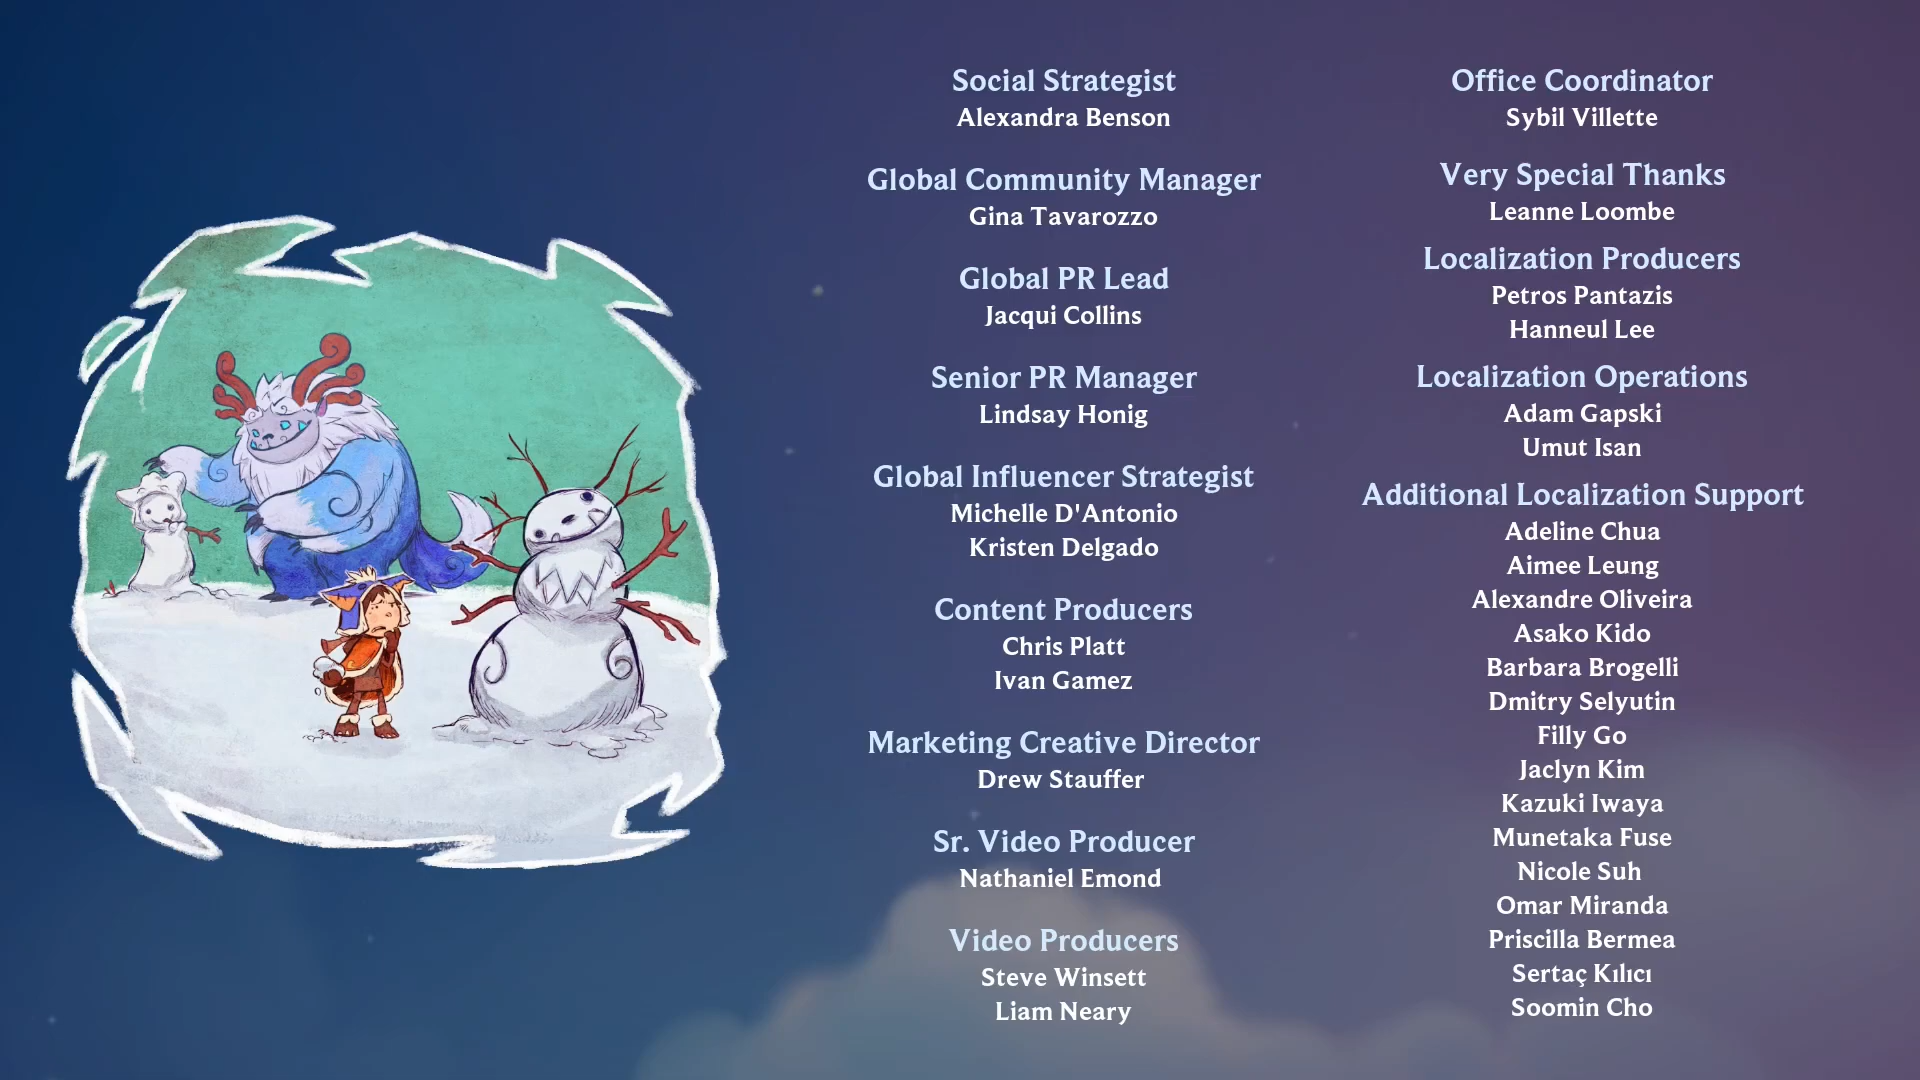 Social Strategist
Alexandra Benson
Global Community Manager
Gina Tavarozzo
Global PR Lead
Jacqui Collins
Senior PR Manager
Lindsay Honig
Global Influencer Strategist
Michelle D'Antonio
Kristen Delgado
Content Producers
Chris Platt
Ivan Gamez
Marketing Creative Director
Drew Stauffer
Sr. Video Producer
Nathaniel Emond
Video Producers
Steve Winsett
Liam Neary
Office Coordinator
Sybil Villette
Very Special Thanks
Leanne Loombe
Localization Producers
Petros Pantazis
Hanneul Lee
Localization Operations
Adam Gapski
Umut Isan
Additional Localization Support
Adeline Chua
Aimee Leung
Alexandre Oliveira
Asako Kido
Barbara Brogelli
Dmitry Selyutin
Filly Go
Jaclyn Kim
Kazuki Iwaya
Munetaka Fuse
Nicole Suh
Omar Miranda
Priscilla Bermea
Sertaç Kılıcı
Soomin Cho